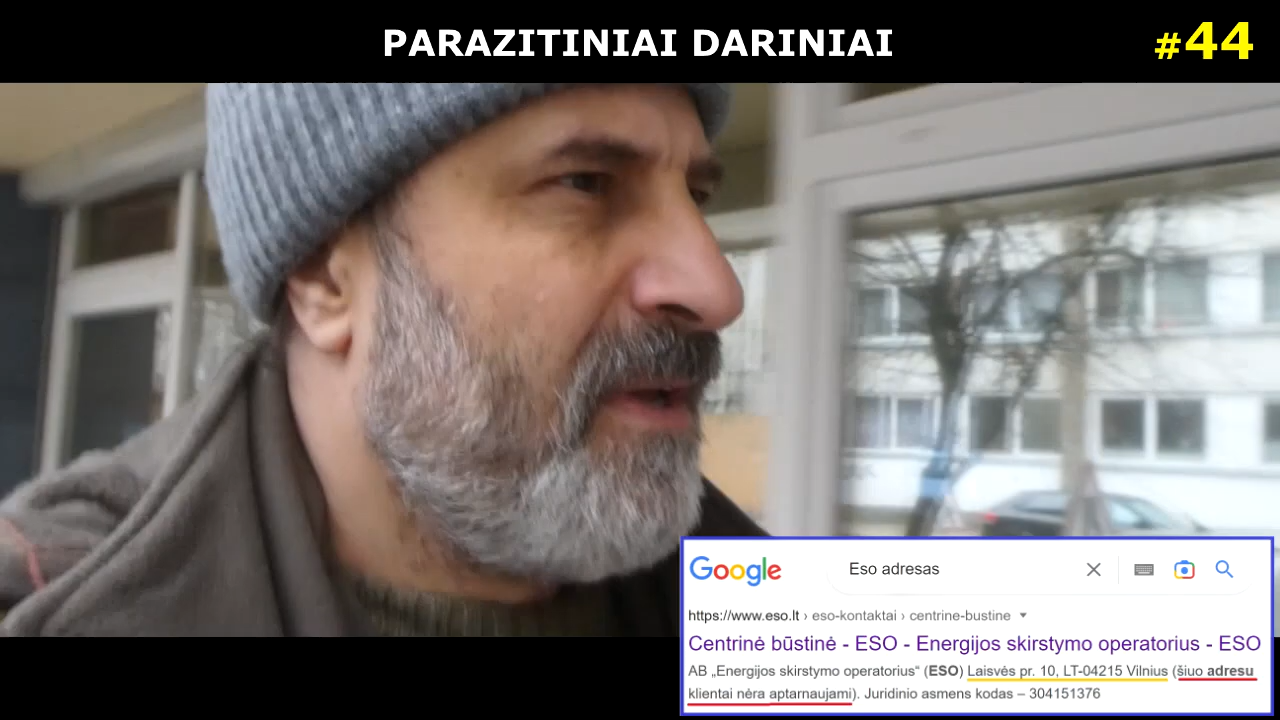 PARAZITINIAI DARINIAI
#44
Google
Eso adresas
https://www.eso.lt › eso-kontaktai › centrine-bustine
Centrinė būstinė - ESO - Energijos skirstymo operatorius - ESO
AB „Energijos skirstymo operatorius“ (ESO) Laisvės pr. 10, LT-04215 Vilnius (šiuo adresu
klientai nėra aptarnaujami). Juridinio asmens kodas – 304151376